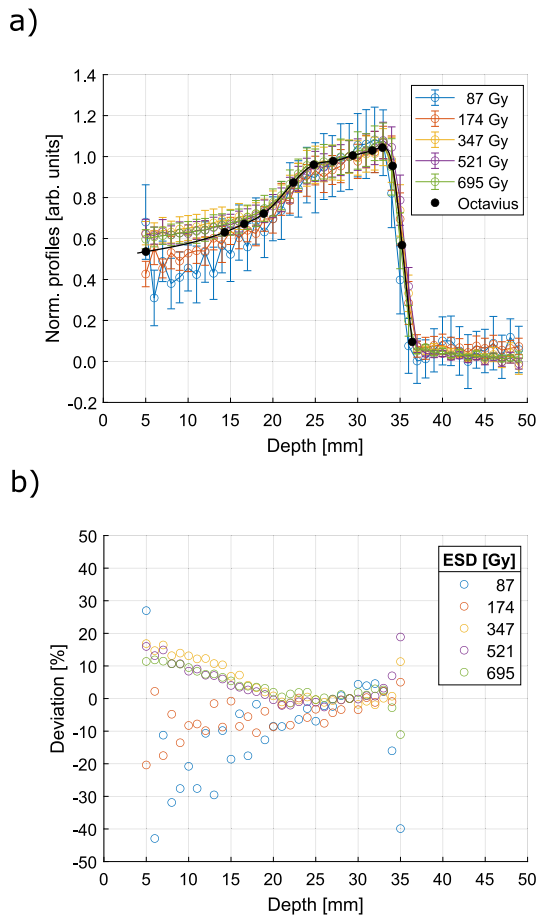 a)
Norm. profiles [arb. units]
1.4
1.2
1.0
0.8
0.6
0.4
0.2
0.0
-0.2
87 Gy
174 Gy
347 Gy
521 Gy
695 Gy
Octavius
0 5 10 15 20 25 30 35 40 45 50
Depth [mm]
b)
Deviation [%]
50
40
30
20
10
0
-10
-20
-30
-40
-50
ESD [Gy]
87
174
347
521
695
0 5 10 15 20 25 30 35 40 45 50
Depth [mm]